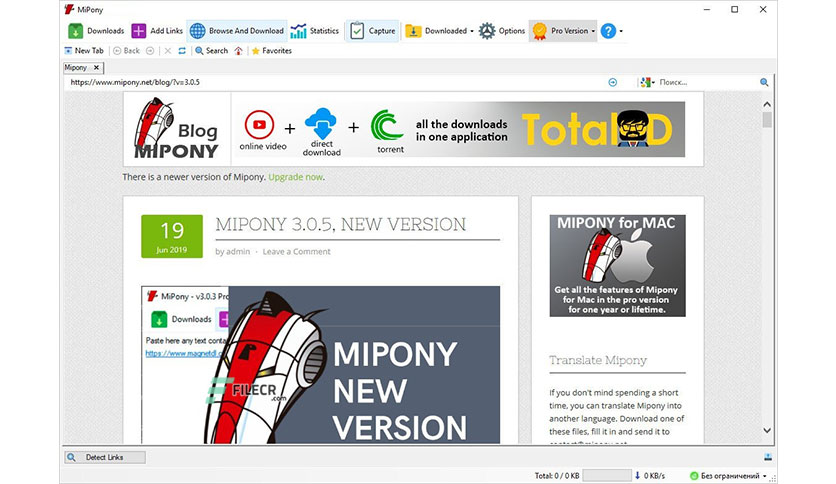 MiPony
Downloads Add Links Browse And Download Statistics Capture Downloaded Options Pro Version ?
New Tab Back Search Favorites
Mipony
https://www.mipony.net/blog/?v=3.0.5 Поиск...
Blog
MIPONY
online video + direct download + torrent
all the downloads
in one application
Total D
There is a newer version of Mipony. Upgrade now.
19
Jun 2019
MIPONY 3.0.5, NEW VERSION
by admin · Leave a Comment
MiPony - v3.0.3 Pro
Downloads
Paste here any text conta
https://www.magnetdl.c
FILECR
.com
MIPONY
NEW
VERSION
MIPONY for MAC
Get all the features of Mipony
for Mac in the pro version
for one year or lifetime.
Translate Mipony
If you don't mind spending a short
time, you can translate Mipony into
another language. Download one of
these files, fill it in and send it to
Detect Links
Total: 0 / 0 KB 0 KB/s Без ограничений